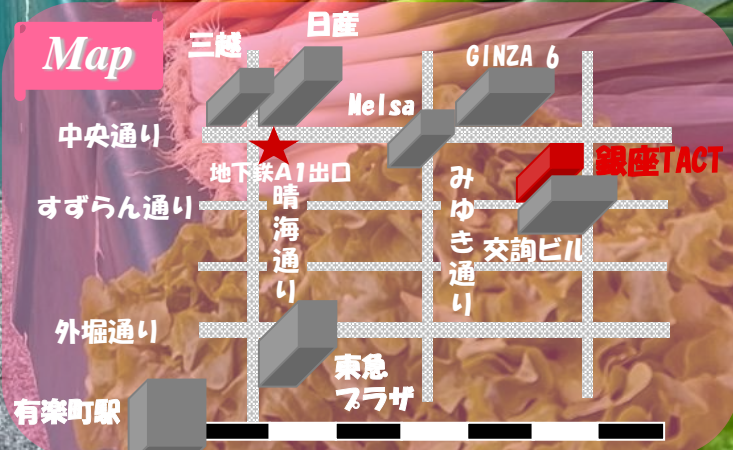 Map
日産
三越
GINZA 6
Melsa
中央通り
銀座TACT
地下鉄A1出口
すずらん通り
晴海通り
みゆき通り
交詢ビル
外堀通り
東急
プラザ
有楽町駅